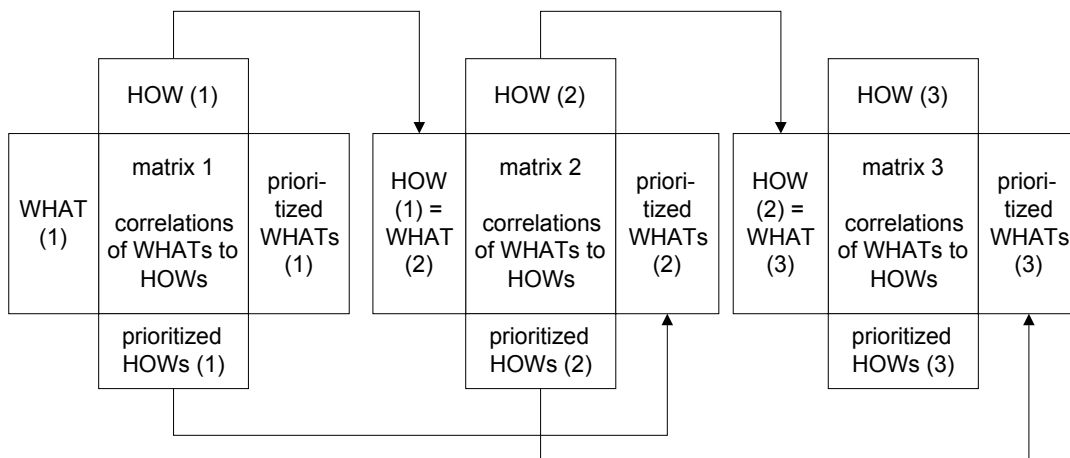 HOW (1)
WHAT
(1)
matrix 1
correlations
of WHATs to
HOWs
priori-
tized
WHATs
(1)
prioritized
HOWs (1)
HOW (2)
HOW
(1) =
WHAT
(2)
matrix 2
correlations
of WHATs to
HOWs
priori-
tized
WHATs
(2)
prioritized
HOWs (2)
HOW (3)
HOW
(2) =
WHAT
(3)
matrix 3
correlations
of WHATs to
HOWs
priori-
tized
WHATs
(3)
prioritized
HOWs (3)